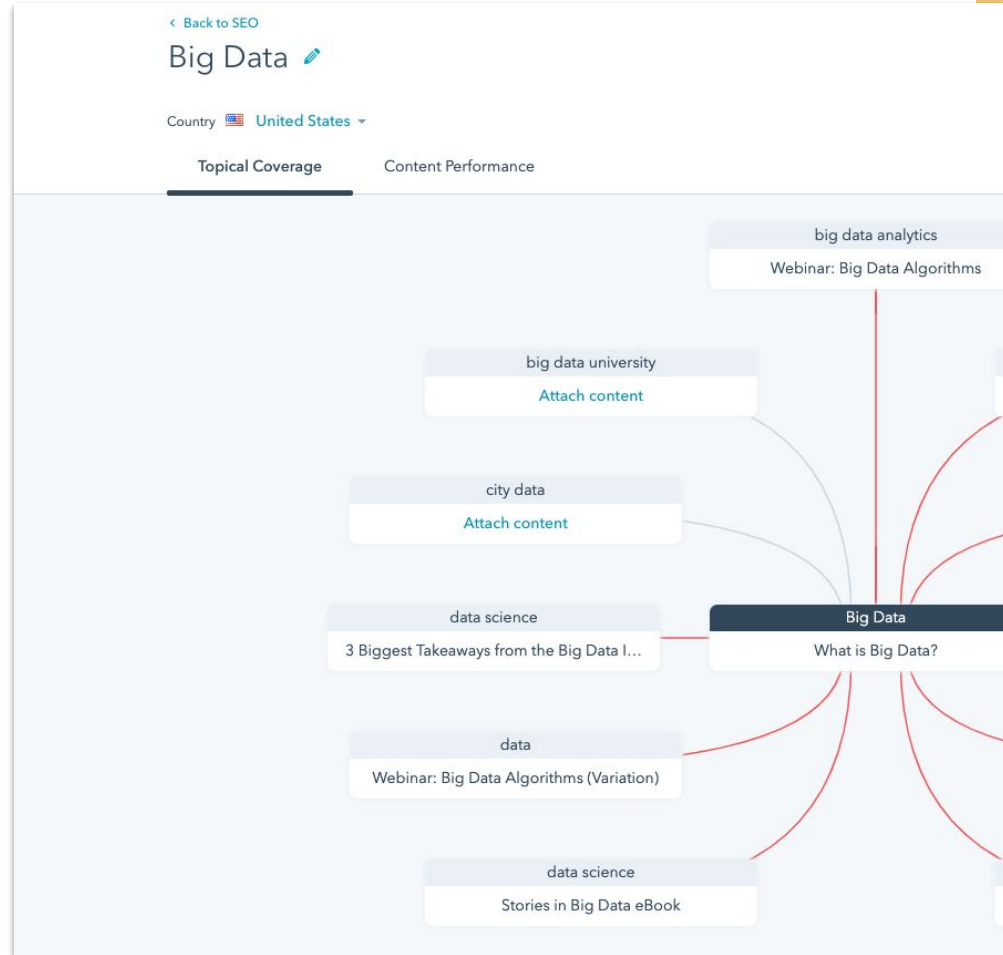 Back to SEO
Big Data
Country United States
Topical Coverage Content Performance
big data analytics
Webinar: Big Data Algorithms
big data university
Attach content
city data
Attach content
data science
3 Biggest Takeaways from the Big Data I...
Big Data
What is Big Data?
data
Webinar: Big Data Algorithms (Variation)
data science
Stories in Big Data eBook